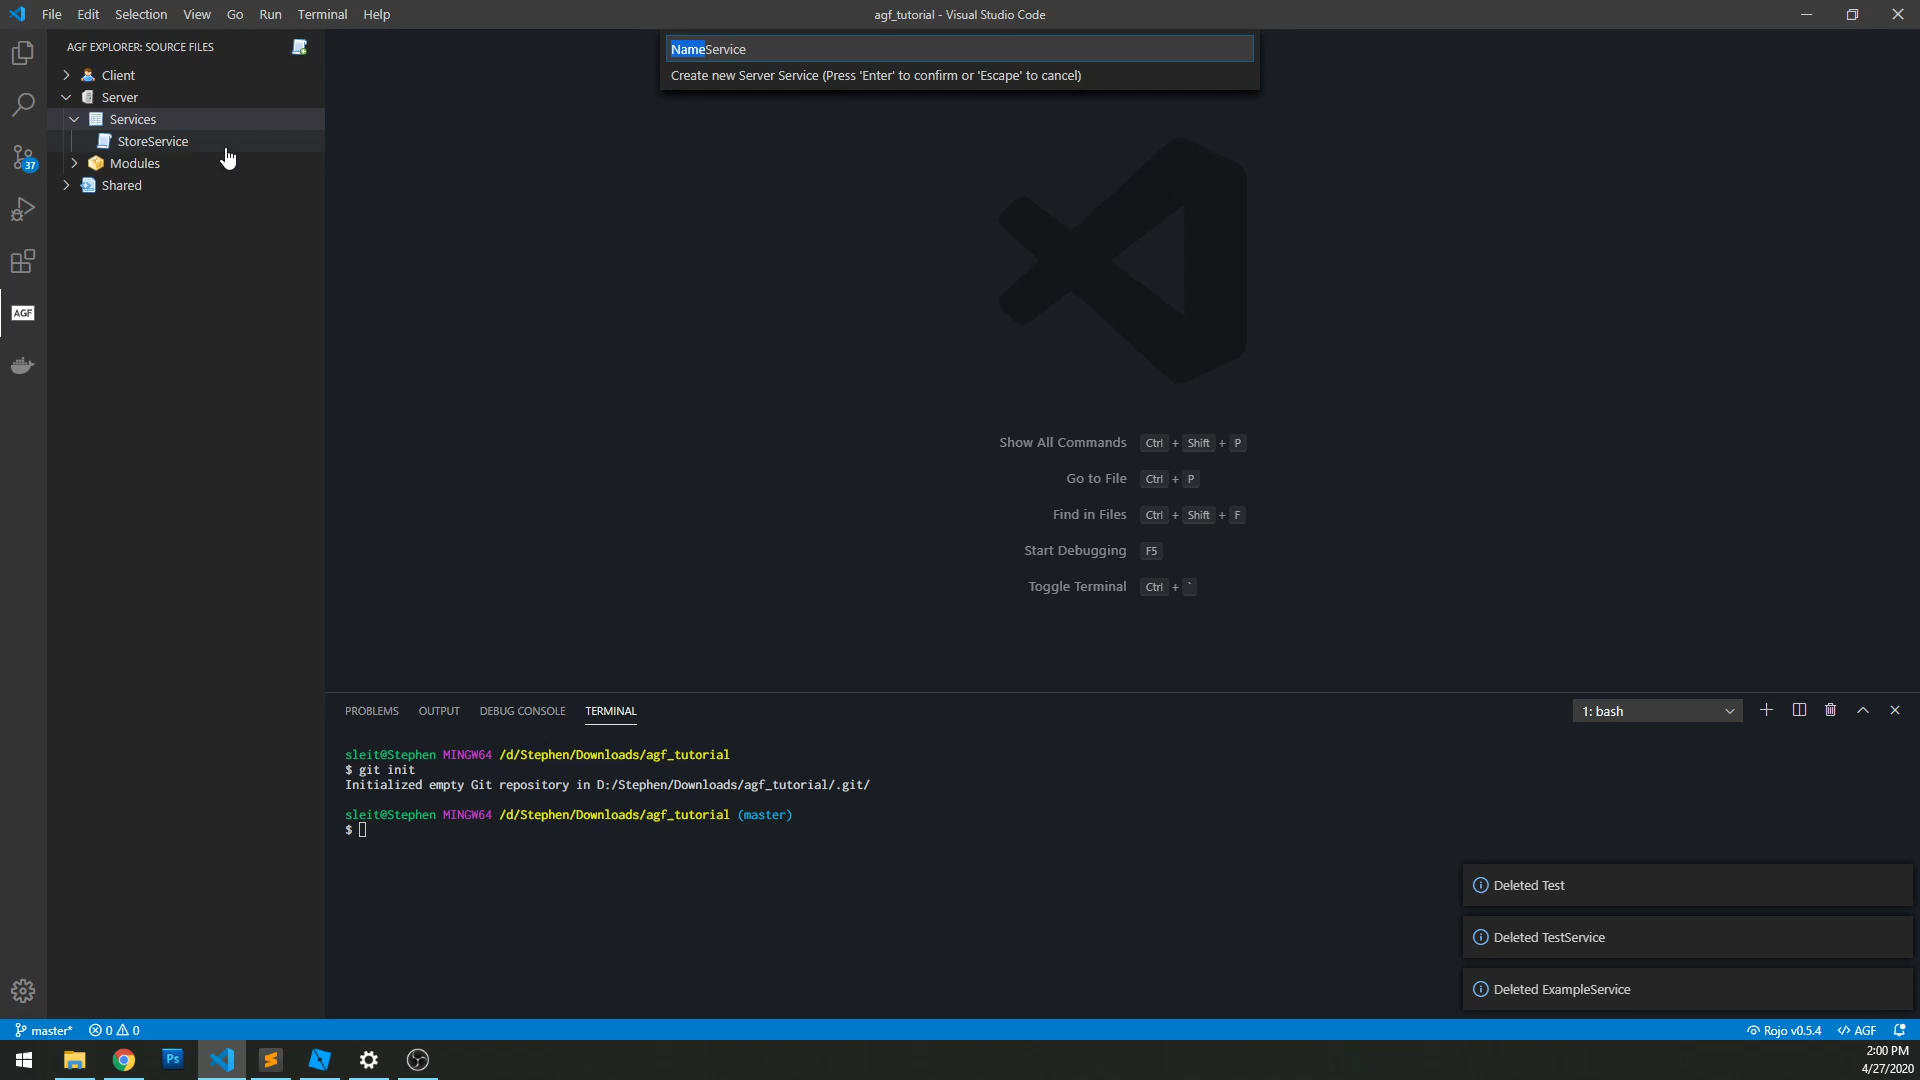 File Edit Selection View Go Run Terminal Help
agf_tutorial - Visual Studio Code
AGF EXPLORER: SOURCE FILES
NameService
Create new Server Service (Press 'Enter' to confirm or 'Escape' to cancel)
Client
Server
Services
StoreService
Modules
Shared
37
AGF
Show All Commands Ctrl + Shift + P
Go to File Ctrl + P
Find in Files Ctrl + Shift + F
Start Debugging F5
Toggle Terminal Ctrl + `
PROBLEMS OUTPUT DEBUG CONSOLE TERMINAL
1: bash
sleit@Stephen MINGW64 /d/Stephen/Downloads/agf_tutorial
$ git init
Initialized empty Git repository in D:/Stephen/Downloads/agf_tutorial/.git/
sleit@Stephen MINGW64 /d/Stephen/Downloads/agf_tutorial (master)
$
Deleted Test
Deleted TestService
Deleted ExampleService
master* 0 0
Rojo v0.5.4 AGF
Ps
2:00 PM
4/27/2020